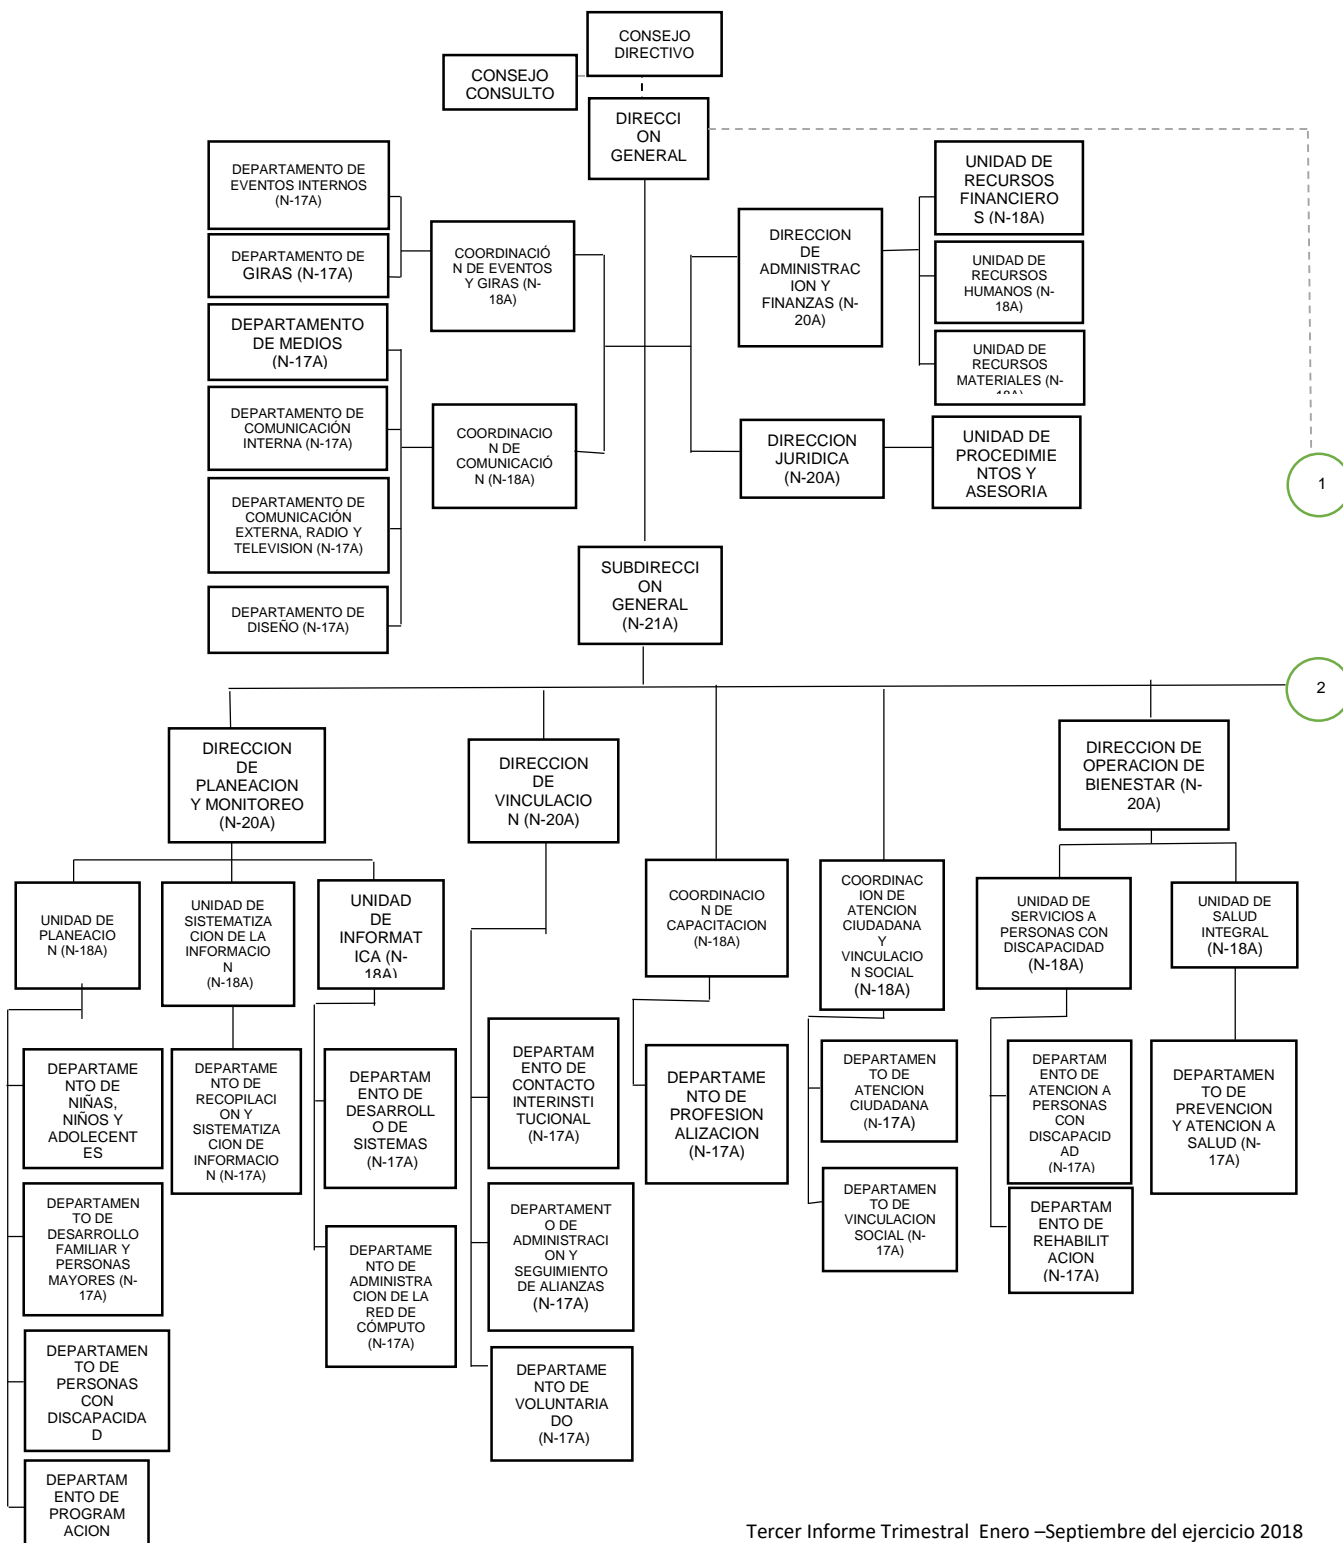 CONSEJO
DIRECTIVO
CONSEJO
CONSULTO
DIRECCI
ON
GENERAL
DEPARTAMENTO DE
EVENTOS INTERNOS
(N-17A)
DEPARTAMENTO DE
GIRAS (N-17A)
DEPARTAMENTO
DE MEDIOS
(N-17A)
DEPARTAMENTO DE
COMUNICACIÓN
INTERNA (N-17A)
DEPARTAMENTO DE
COMUNICACIÓN
EXTERNA, RADIO Y
TELEVISION (N-17A)
DEPARTAMENTO DE
DISEÑO (N-17A)
COORDINACIÓ
N DE EVENTOS
Y GIRAS (N-
18A)
COORDINACIO
N DE
COMUNICACIÓ
N (N-18A)
DIRECCION
DE
ADMINISTRAC
ION Y
FINANZAS (N-
20A)
DIRECCION
JURIDICA
(N-20A)
UNIDAD DE
RECURSOS
FINANCIERO
S (N-18A)
UNIDAD DE
RECURSOS
HUMANOS (N-
18A)
UNIDAD DE
RECURSOS
MATERIALES (N-
18A)
UNIDAD DE
PROCEDIMIE
NTOS Y
ASESORIA
1
SUBDIRECCI
ON
GENERAL
(N-21A)
2
DIRECCION
DE
PLANEACION
Y MONITOREO
(N-20A)
DIRECCION
DE
VINCULACIO
N (N-20A)
DIRECCION DE
OPERACION DE
BIENESTAR (N-
20A)
UNIDAD DE
PLANEACIO
N (N-18A)
UNIDAD DE
SISTEMATIZA
CION DE LA
INFORMACIO
N
(N-18A)
UNIDAD
DE
INFORMAT
ICA (N-
18A)
COORDINACIO
N DE
CAPACITACION
(N-18A)
COORDINAC
ION DE
ATENCION
CIUDADANA
Y
VINCULACIO
N SOCIAL
(N-18A)
UNIDAD DE
SERVICIOS A
PERSONAS CON
DISCAPACIDAD
(N-18A)
UNIDAD DE
SALUD
INTEGRAL
(N-18A)
DEPARTAME
NTO DE
NIÑAS,
NIÑOS Y
ADOLECENT
ES
DEPARTAME
NTO DE
RECOPILACI
ON Y
SISTEMATIZA
CION DE
INFORMACIO
N (N-17A)
DEPARTAM
ENTO DE
DESARROLL
O DE
SISTEMAS
(N-17A)
DEPARTAM
ENTO DE
CONTACTO
INTERINSTI
TUCIONAL
(N-17A)
DEPARTAME
NTO DE
PROFESION
ALIZACION
(N-17A)
DEPARTAMEN
TO DE
ATENCION
CIUDADANA
(N-17A)
DEPARTAM
ENTO DE
ATENCION A
PERSONAS
CON
DISCAPACID
AD
(N-17A)
DEPARTAMEN
TO DE
PREVENCION
Y ATENCION A
SALUD (N-
17A)
DEPARTAMEN
TO DE
DESARROLLO
FAMILIAR Y
PERSONAS
MAYORES (N-
17A)
DEPARTAME
NTO DE
ADMINISTRA
CION DE LA
RED DE
CÓMPUTO
(N-17A)
DEPARTAMENT
O DE
ADMINISTRACI
ON Y
SEGUIMIENTO
DE ALIANZAS
(N-17A)
DEPARTAMEN
TO DE
VINCULACION
SOCIAL (N-
17A)
DEPARTAM
ENTO DE
REHABILIT
ACION
(N-17A)
DEPARTAMEN
TO DE
PERSONAS
CON
DISCAPACIDA
D
DEPARTAME
NTO DE
VOLUNTARIA
DO
(N-17A)
DEPARTAM
ENTO DE
PROGRAM
ACION
Tercer Informe Trimestral Enero –Septiembre del ejercicio 2018